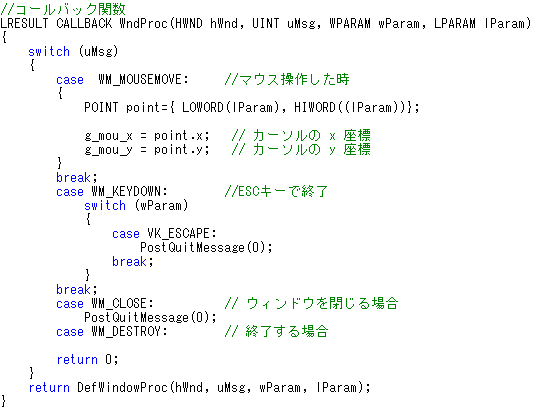 //コールバック関数
LRESULT CALLBACK WndProc(HWND hWnd, UINT uMsg, WPARAM wParam, LPARAM lParam)
{
    switch (uMsg)
    {
        case  WM_MOUSEMOVE:     //マウス操作した時
        {
            POINT point={ LOWORD(lParam), HIWORD((lParam))};

            g_mou_x = point.x;   // カーソルの x 座標
            g_mou_y = point.y;   // カーソルの y 座標
        }
        break;
        case WM_KEYDOWN:        //ESCキーで終了
            switch (wParam)
            {
                case VK_ESCAPE:
                    PostQuitMessage(0);
                break;
            }
        break;
        case WM_CLOSE:          // ウィンドウを閉じる場合
            PostQuitMessage(0);
        case WM_DESTROY:        // 終了する場合

        return 0;
    }
    return DefWindowProc(hWnd, uMsg, wParam, lParam);
}